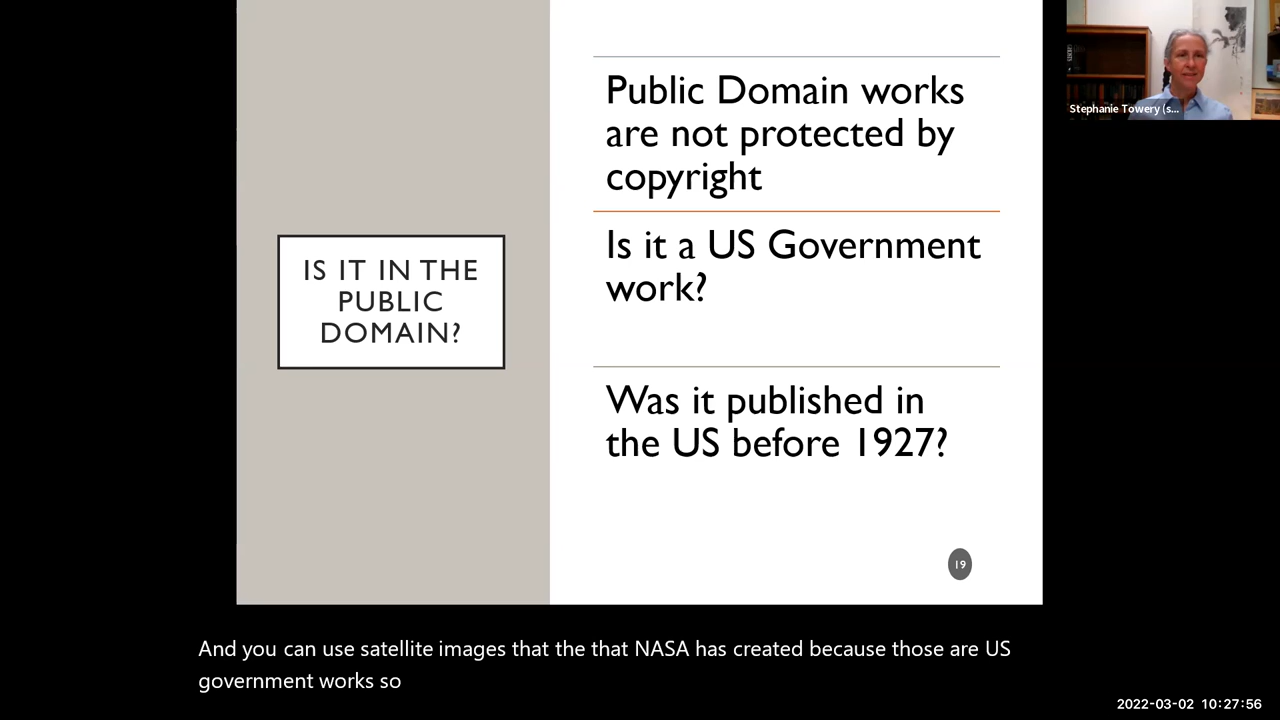 IS IT IN THE
PUBLIC
DOMAIN?
Public Domain works
are not protected by
copyright
Is it a US Government
work?
Was it published in
the US before 1927?
19
Stephanie Towery (s...
And you can use satellite images that the that NASA has created because those are US
government works so
2022-03-02 10:27:56